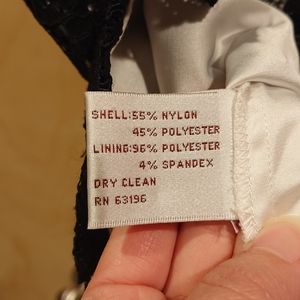 SHELL:55% NYLON
45% POLYESTER
LINING:96% POLYESTER
4% SPANDEX
DRY CLEAN
RN 63196